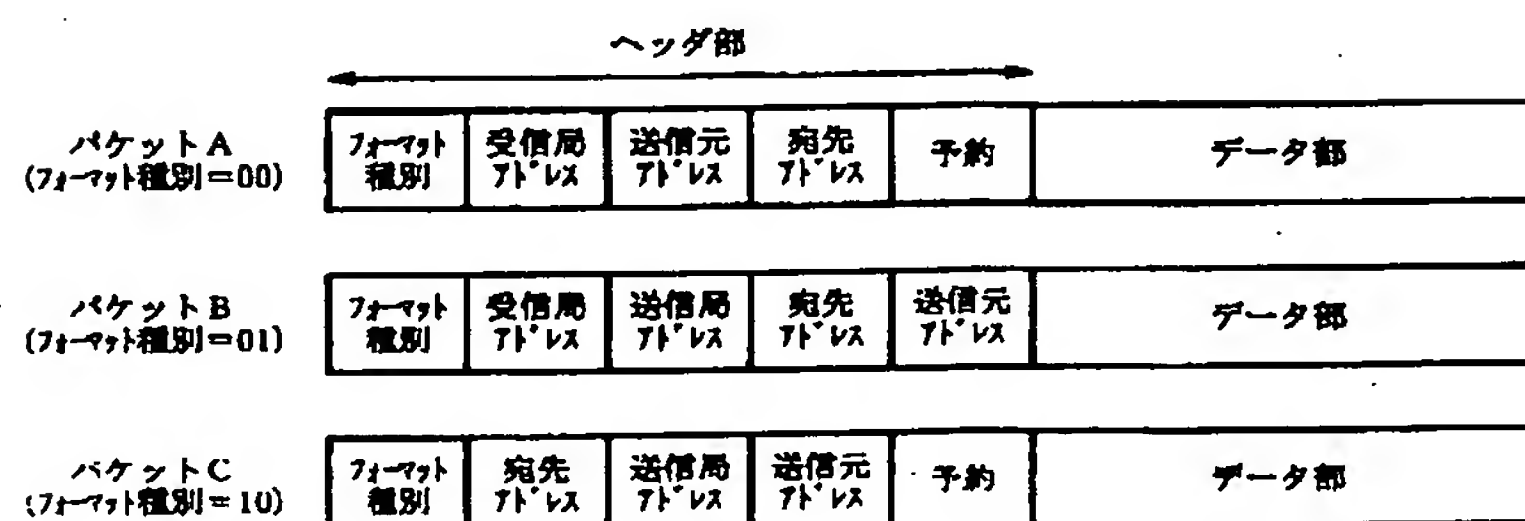 ヘッダ部
パケットA
(フォーマット種別=00)
フォーマット
種別
受信局
アドレス
送信元
アドレス
宛先
アドレス
予約
データ部
パケットB
(フォーマット種別=01)
フォーマット
種別
受信局
アドレス
送信局
アドレス
宛先
アドレス
送信元
アドレス
データ部
パケットC
(フォーマット種別=10)
フォーマット
種別
宛先
アドレス
送信局
アドレス
送信元
アドレス
予約
データ部